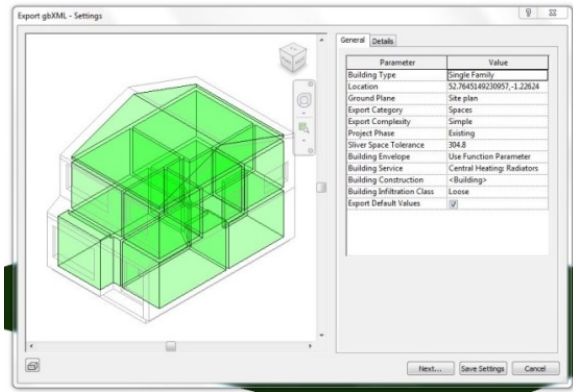 Export gbXML - Settings
General Details
Parameter Value
Building Type Single Family
Location 52.7645149230957,-1.22624
Ground Plane Site plan
Export Category Spaces
Export Complexity Simple
Project Phase Existing
Sliver Space Tolerance 304.8
Building Envelope Use Function Parameter
Building Service Central Heating: Radiators
Building Construction <Building>
Building Infiltration Class Loose
Export Default Values
Next... Save Settings Cancel